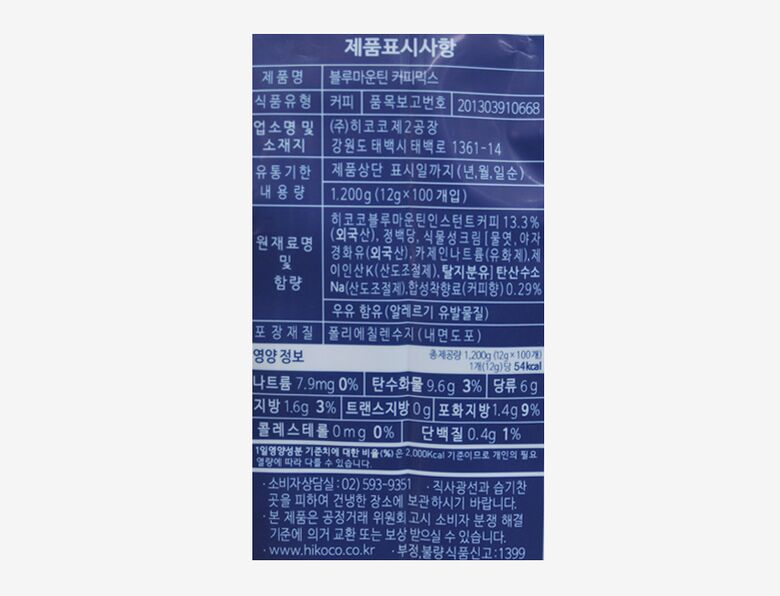 제품표시사항
제품명 블루마운틴 커피믹스
식품유형 커피 품목보고번호 201303910668
업소명 및 (주)히코코 제2공장
소재지 강원도 태백시 태백로 1361-14
유통기한 제품상단 표시일까지 (년,월,일순)
내용량 1,200g (12g×100개입)
히코코블루마운틴인스턴트커피 13.3%
원재료명 (외국산), 정백당, 식물성크림 [물엿, 야자
및 경화유(외국산), 카제인나트륨(유화제),제
함량 이인산K(산도조절제), 탈지분유] 탄산수소
Na(산도조절제),합성착향료(커피향) 0.29%
우유 함유 (알레르기 유발물질)
포장재질 폴리에칠렌수지 (내면도포)
영양 정보 총 제공량 1,200g (12g×100개)
1개(12g)당 54kcal
나트륨 7.9mg 0% 탄수화물 9.6g 3% 당류 6g
지방 1.6g 3% 트랜스지방 0g 포화지방 1.4g 9%
콜레스테롤 0mg 0% 단백질 0.4g 1%
1일영양성분 기준치에 대한 비율(%)은 2,000Kcal 기준이므로 개인의 필요
열량에 따라 다를 수 있습니다.
·소비자상담실 : 02) 593-9351 ·직사광선과 습기찬
곳을 피하여 건냉한 장소에 보관하시기 바랍니다.
·본 제품은 공정거래 위원회 고시 소비자 분쟁 해결
기준에 의거 교환 또는 보상 받으실 수 있습니다.
·www.hikoco.co.kr ·부정,불량식품신고:1399